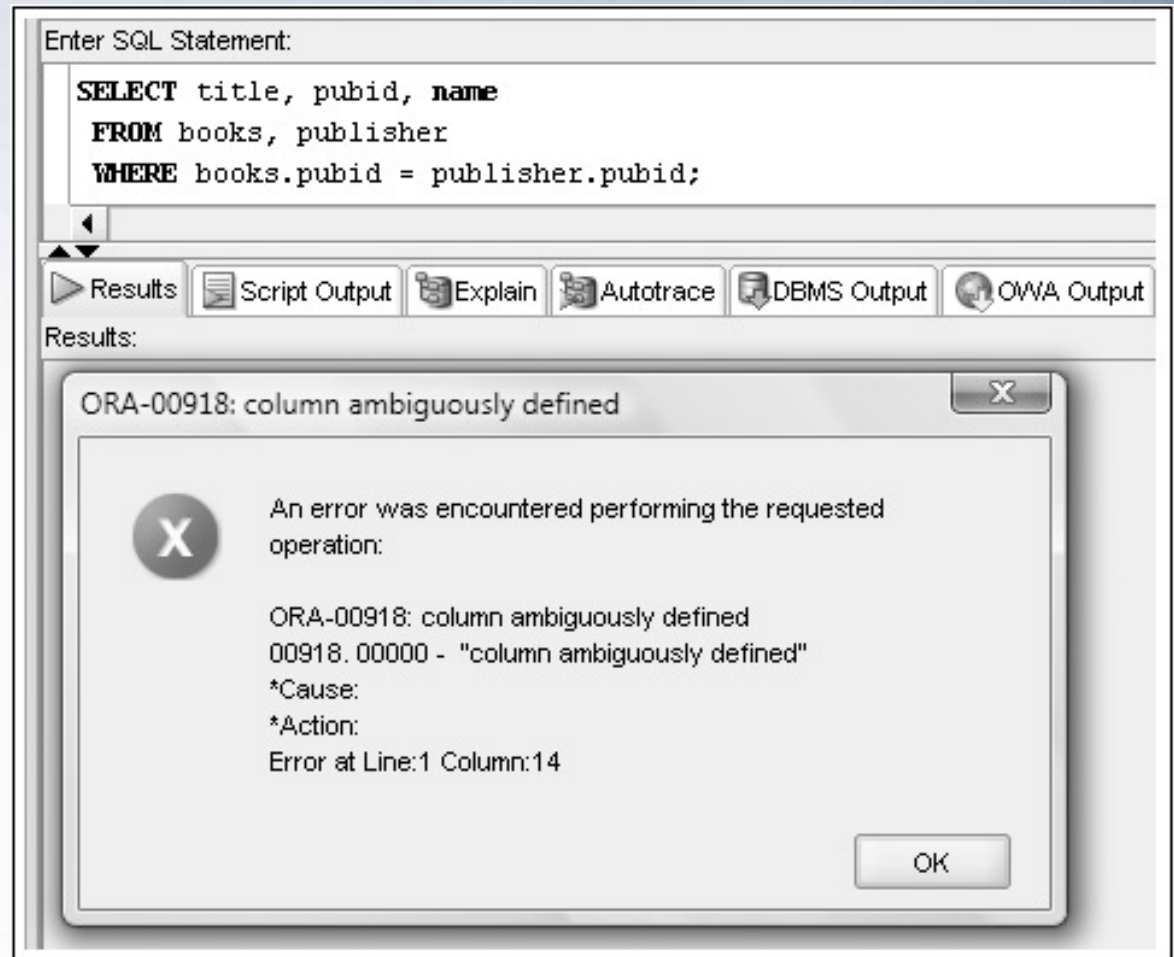 Enter SQL Statement:
SELECT title, pubid, name
FROM books, publisher
WHERE books.pubid = publisher.pubid;
Results Script Output Explain Autotrace DBMS Output OWA Output
Results:
ORA-00918: column ambiguously defined
An error was encountered performing the requested
operation:
ORA-00918: column ambiguously defined
00918. 00000 - "column ambiguously defined"
*Cause:
*Action:
Error at Line:1 Column:14
OK